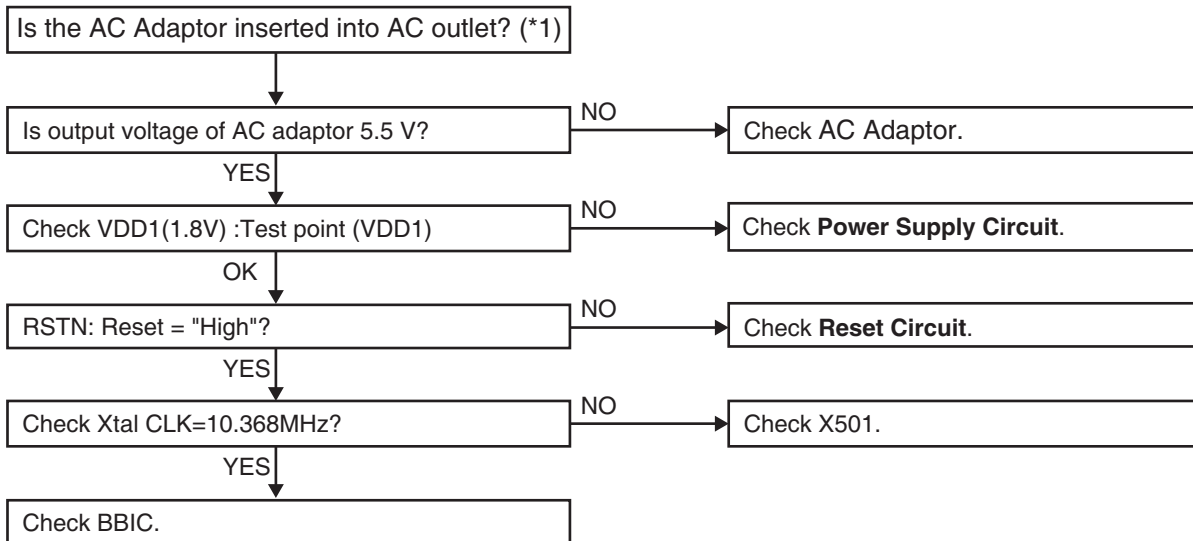 Is the AC Adaptor inserted into AC outlet? (*1)
Is output voltage of AC adaptor 5.5 V?
NO
Check AC Adaptor.
YES
Check VDD1(1.8V) :Test point (VDD1)
NO
Check Power Supply Circuit.
OK
RSTN: Reset = "High"?
NO
Check Reset Circuit.
YES
Check Xtal CLK=10.368MHz?
NO
Check X501.
YES
Check BBIC.